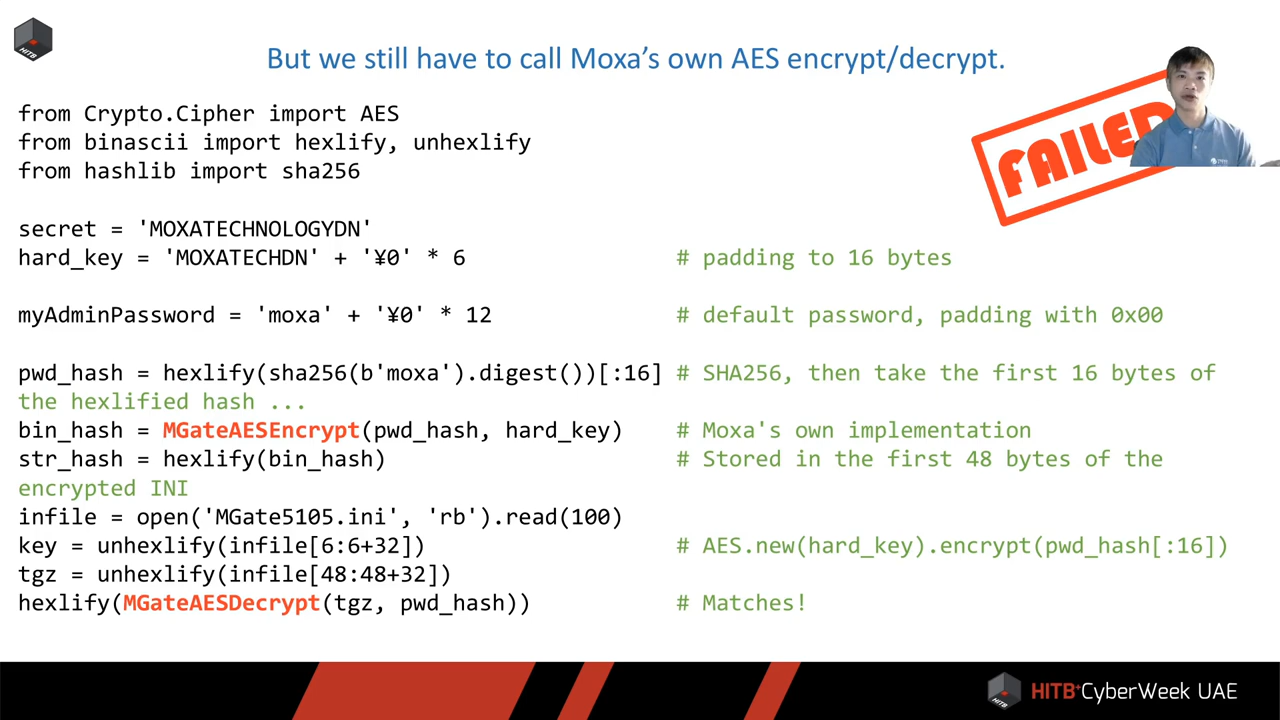 HITB
But we still have to call Moxa’s own AES encrypt/decrypt.
FAILED
from Crypto.Cipher import AES
from binascii import hexlify, unhexlify
from hashlib import sha256
secret = 'MOXATECHNOLOGYDN'
hard_key = 'MOXATECHDN' + '¥0' * 6 # padding to 16 bytes
myAdminPassword = 'moxa' + '¥0' * 12 # default password, padding with 0x00
pwd_hash = hexlify(sha256(b'moxa').digest())[:16] # SHA256, then take the first 16 bytes of
the hexlified hash ...
bin_hash = MGateAESEncrypt(pwd_hash, hard_key) # Moxa's own implementation
str_hash = hexlify(bin_hash) # Stored in the first 48 bytes of the
encrypted INI
infile = open('MGate5105.ini', 'rb').read(100)
key = unhexlify(infile[6:6+32]) # AES.new(hard_key).encrypt(pwd_hash[:16])
tgz = unhexlify(infile[48:48+32])
hexlify(MGateAESDecrypt(tgz, pwd_hash)) # Matches!
HITB+CyberWeek UAE